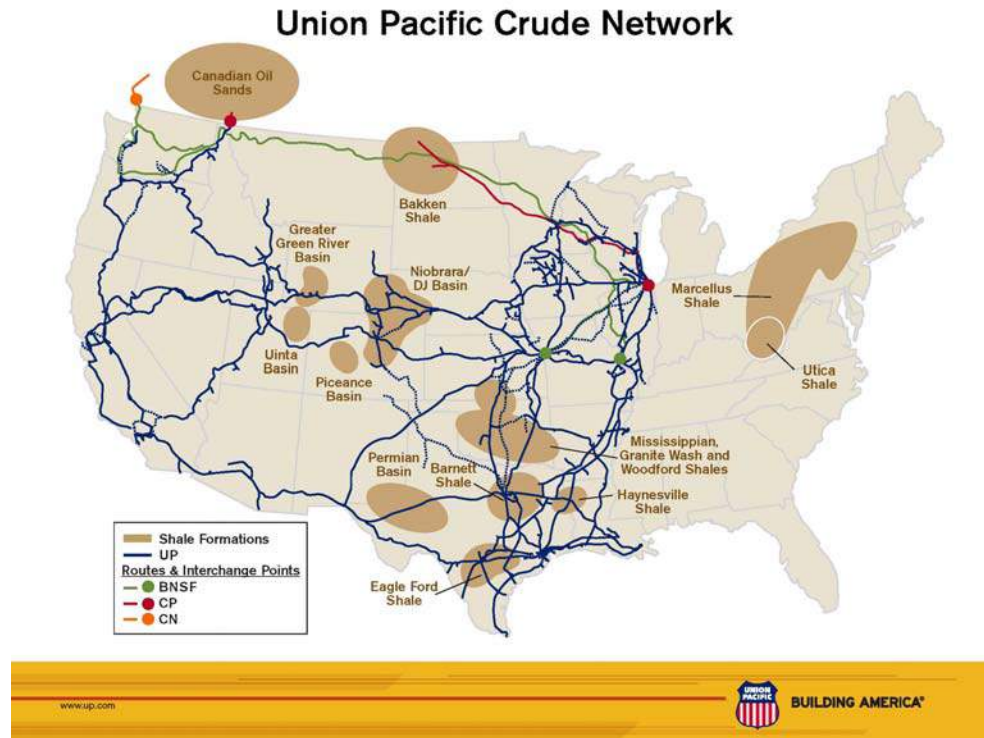 Union Pacific Crude Network
Canadian Oil
Sands
Bakken
Shale
Greater
Green River
Basin
Niobrara/
DJ Basin
Marcellus
Shale
Uinta
Basin
Piceance
Basin
Utica
Shale
Permian
Basin
Barnett
Shale
Mississippian,
Granite Wash and
Woodford Shales
Haynesville
Shale
Eagle Ford
Shale
Shale Formations
UP
Routes & Interchange Points
BNSF
CP
CN
www.up.com
UNION
PACIFIC
BUILDING AMERICA®